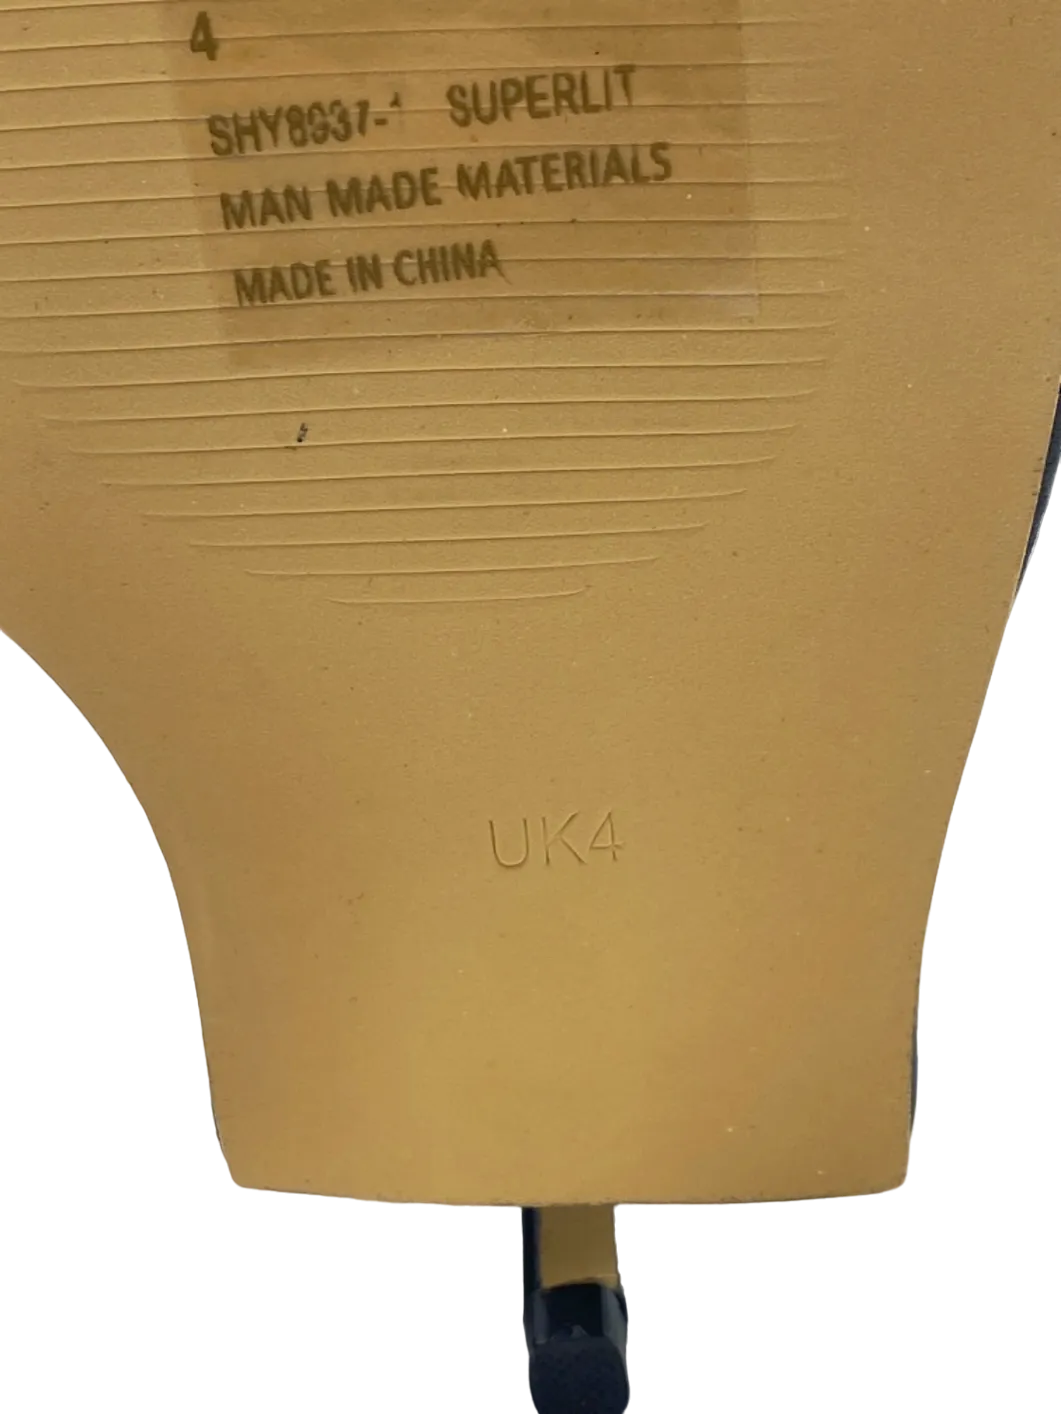 4
SUPERLIT
MAN MADE MATERIALS
MADE IN CHINA
UK4